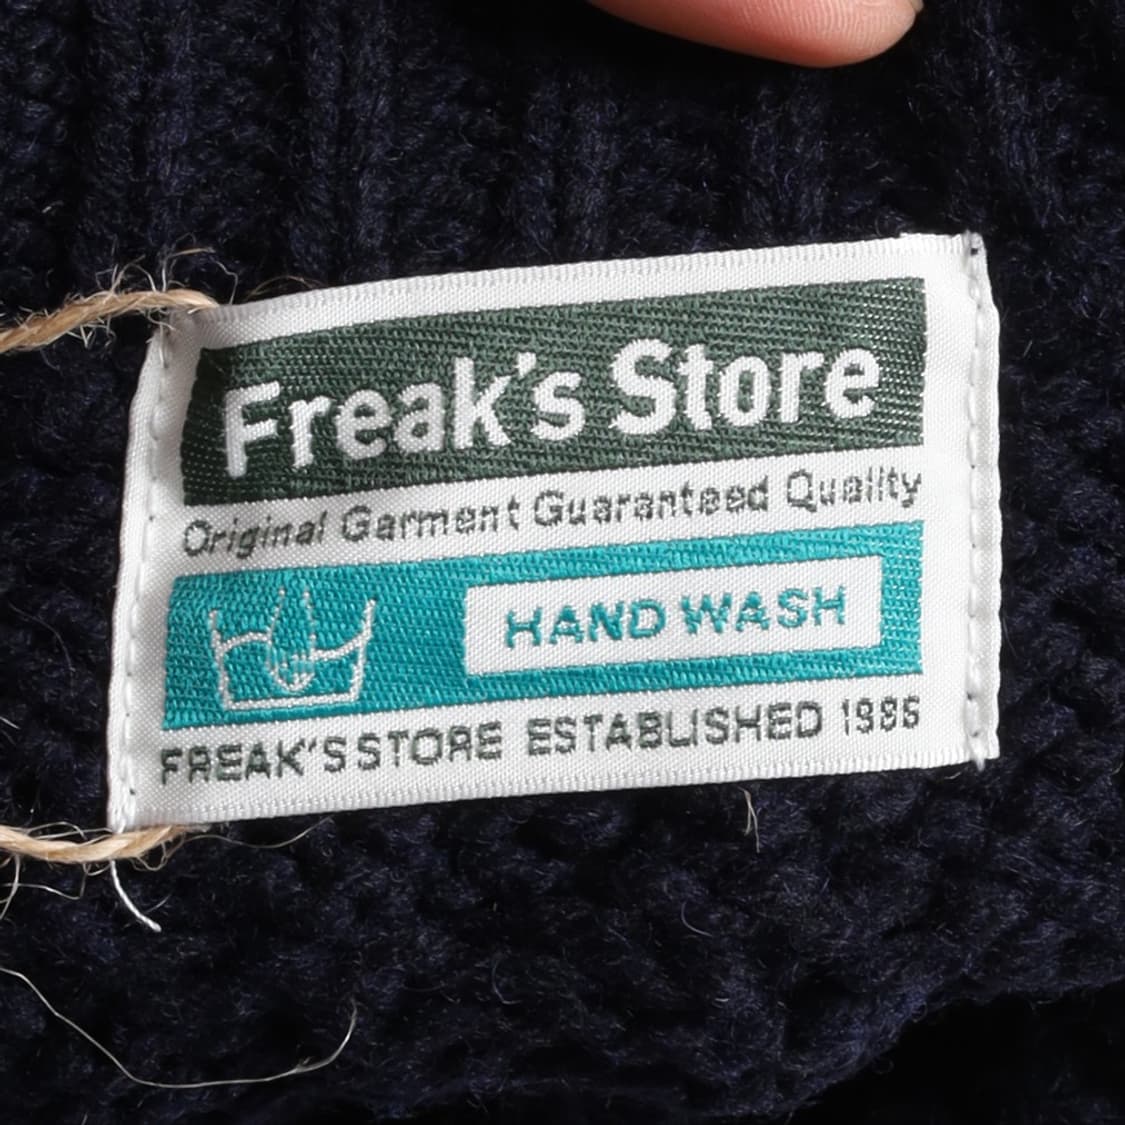 Freak's Store
Original Garment Guaranteed Quality
HAND WASH
FREAK'S STORE ESTABLISHED 1986